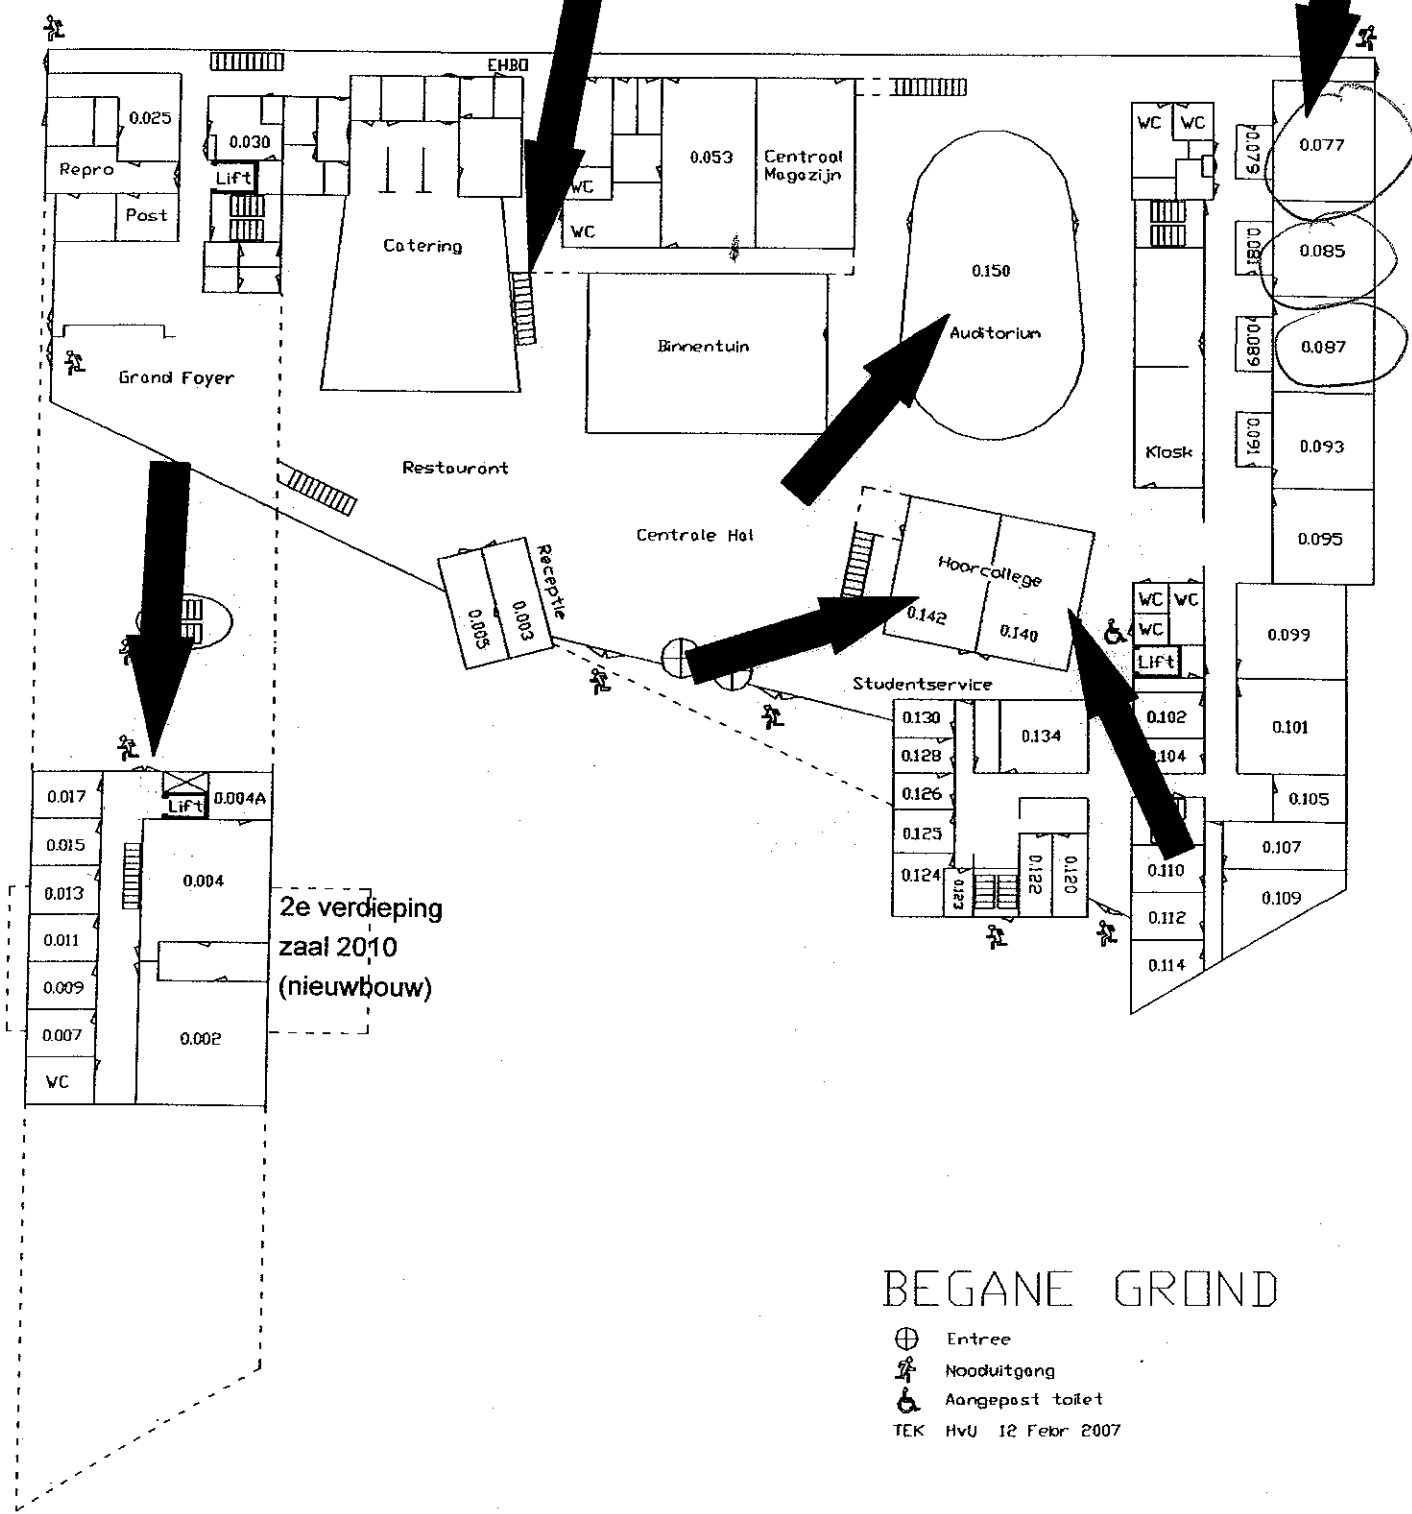 EHBO
0.025
0.030
Repro
Lift
Post
Catering
WC
WC
0.053
Centraal
Magazijn
0.150
Auditorium
WC WC
0.079
0.077
0.081
0.085
0.089
0.087
0.091
0.093
0.095
Kiosk
Binnentuin
Grand Foyer
Restaurant
Centrale Hal
Receptie
0.005
0.003
Hoorcollege
0.142
0.140
Studentservice
WC WC
WC
Lift
0.099
0.102
0.104
0.101
0.105
0.107
0.109
0.110
0.112
0.114
0.130
0.128
0.126
0.125
0.124
0.123
0.134
0.122
0.120
0.017
Lift
0.004A
0.015
0.004
0.013
0.011
0.009
0.007
0.002
WC
2e verdieping
zaal 2010
(nieuwbouw)
BEGANE GROND
Entree
Nooduitgang
Aangepast toilet
TEK HvU 12 Febr 2007